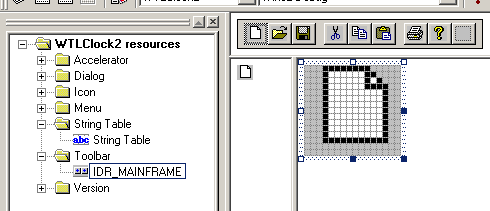 WTLClock2 resources
Accelerator
Dialog
Icon
Menu
String Table
abc String Table
Toolbar
IDR_MAINFRAME
Version